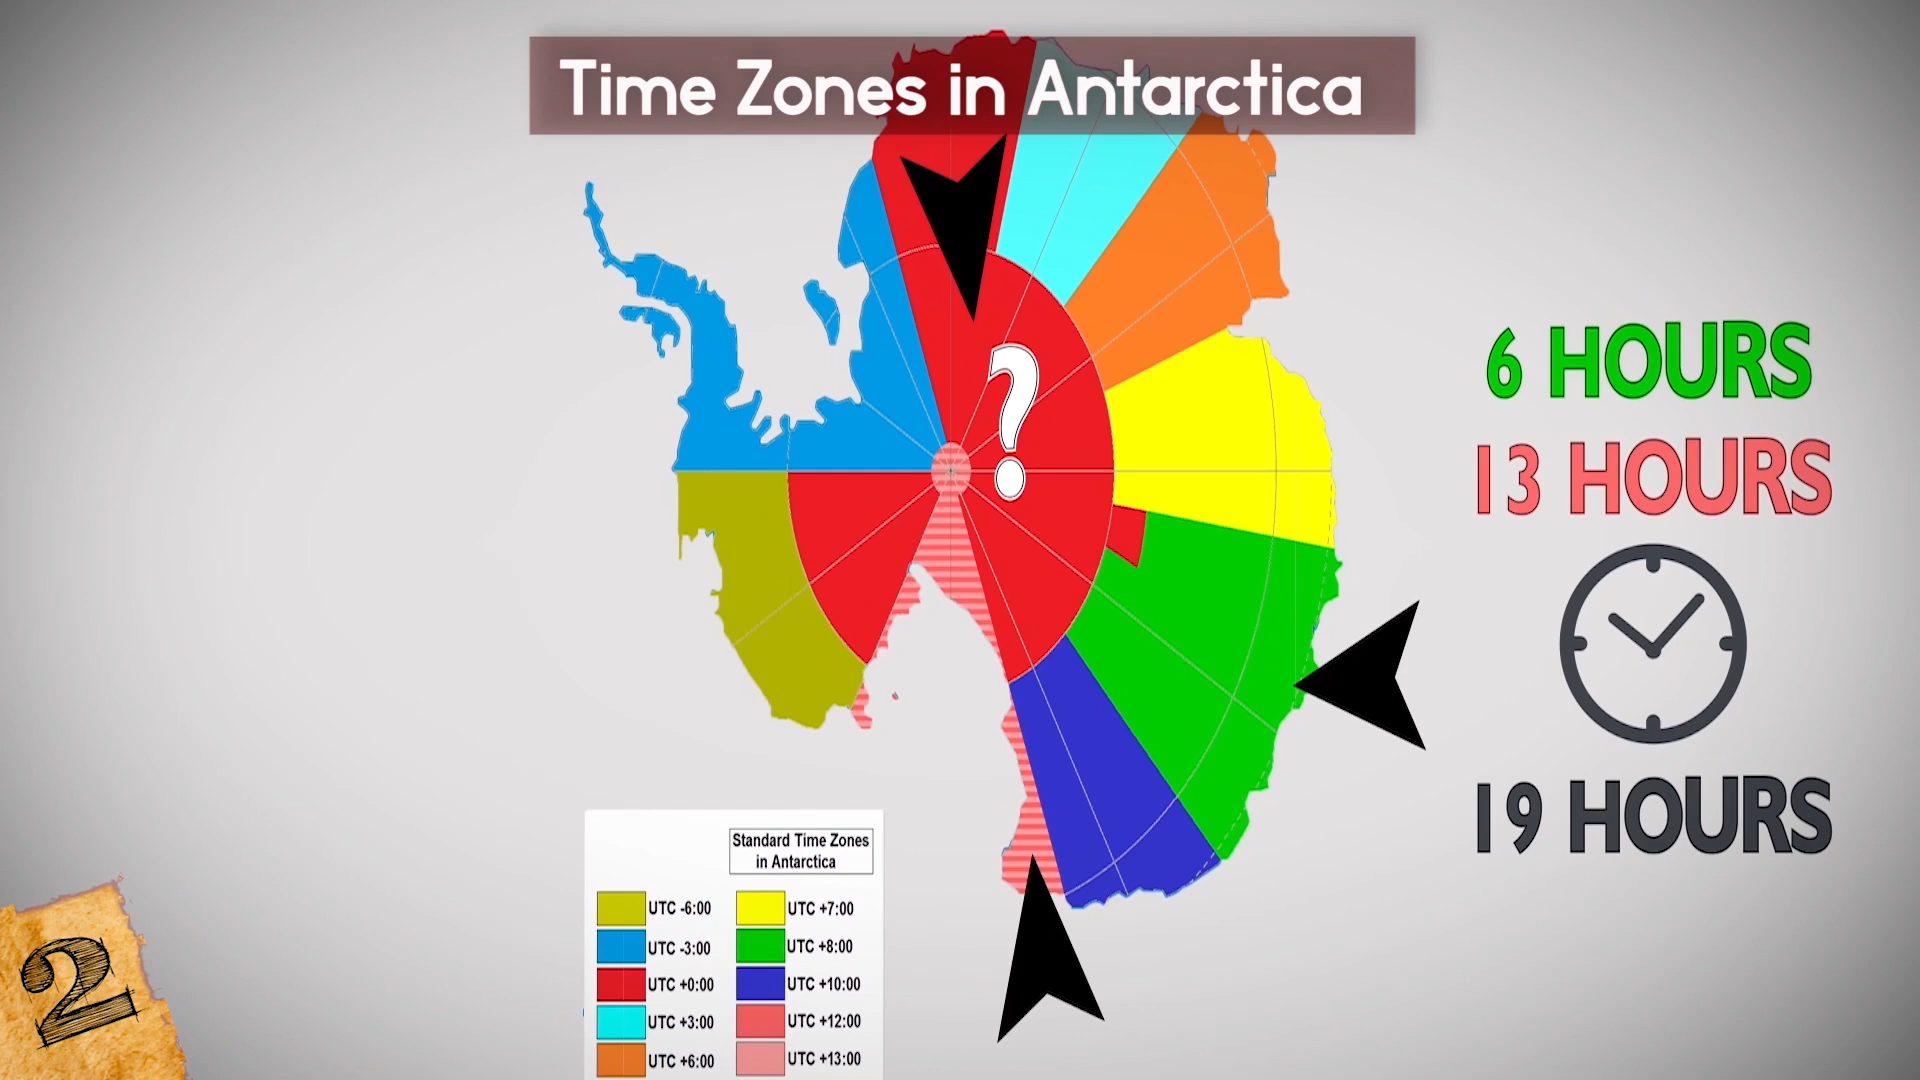 Time Zones in Antarctica
?
6 HOURS
13 HOURS
19 HOURS
Standard Time Zones
in Antarctica
UTC -6:00
UTC -3:00
UTC +0:00
UTC +3:00
UTC +6:00
UTC +7:00
UTC +8:00
UTC +10:00
UTC +12:00
UTC +13:00
2